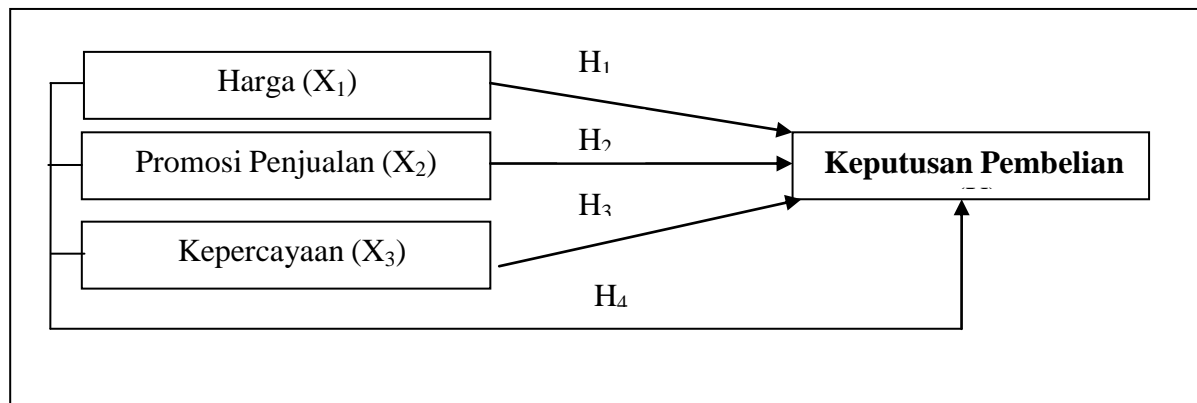 H₁
Harga (X₁)
H₂
Promosi Penjualan (X₂)
Keputusan Pembelian
H₃
Kepercayaan (X₃)
H₄